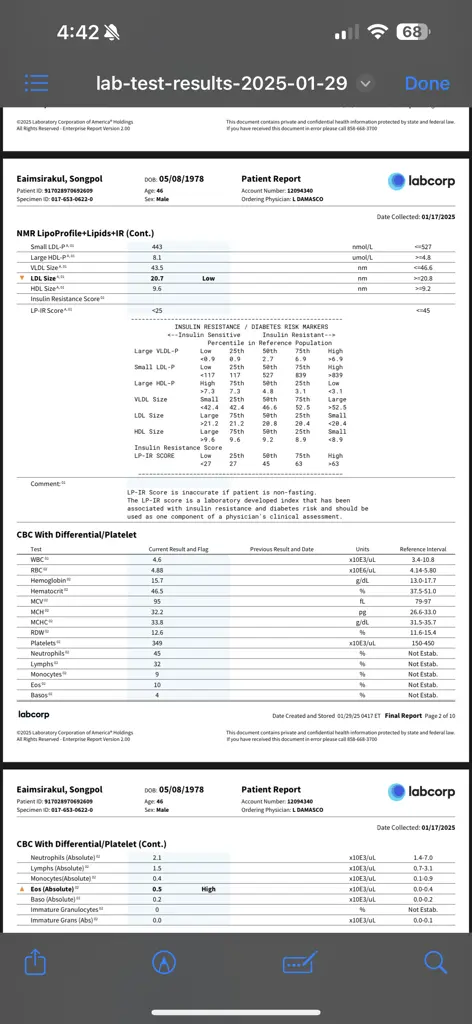 4:42
68
lab-test-results-2025-01-29
Done
©2025 Laboratory Corporation of America® Holdings
All Rights Reserved - Enterprise Report Version 2.00
This document contains private and confidential health information protected by state and federal law.
If you have received this document in error please call 858-668-3700
Eaimsirakul, Songpol
DOB: 05/08/1978
Patient Report
labcorp
Patient ID: 917028970692609
Age: 46
Account Number: 12094340
Specimen ID: 017-653-0622-0
Sex: Male
Ordering Physician: L DAMASCO
Date Collected: 01/17/2025
NMR LipoProfile+Lipids+IR (Cont.)
Small LDL-P A, 01 443 nmol/L <=527
Large HDL-P A, 01 8.1 umol/L >=4.8
VLDL Size A, 01 43.5 nm <=46.6
▼ LDL Size A, 01 20.7 Low nm >=20.8
HDL Size A, 01 9.6 nm >=9.2
Insulin Resistance Score 01
LP-IR Score A, 01 <25 <=45
INSULIN RESISTANCE / DIABETES RISK MARKERS
<--Insulin Sensitive Insulin Resistant-->
Percentile in Reference Population
Large VLDL-P Low 25th 50th 75th High
<0.9 0.9 2.7 6.9 >6.9
Small LDL-P Low 25th 50th 75th High
<117 117 527 839 >839
Large HDL-P High 75th 50th 25th Low
>7.3 7.3 4.8 3.1 <3.1
VLDL Size Small 25th 50th 75th Large
<42.4 42.4 46.6 52.5 >52.5
LDL Size Large 75th 50th 25th Small
>21.2 21.2 20.8 20.4 <20.4
HDL Size Large 75th 50th 25th Small
>9.6 9.6 9.2 8.9 <8.9
Insulin Resistance Score
LP-IR SCORE Low 25th 50th 75th High
<27 27 45 63 >63
Comment: 01
LP-IR Score is inaccurate if patient is non-fasting.
The LP-IR score is a laboratory developed index that has been
associated with insulin resistance and diabetes risk and should be
used as one component of a physician's clinical assessment.
CBC With Differential/Platelet
Test Current Result and Flag Previous Result and Date Units Reference Interval
WBC 02 4.6 x10E3/uL 3.4-10.8
RBC 02 4.88 x10E6/uL 4.14-5.80
Hemoglobin 02 15.7 g/dL 13.0-17.7
Hematocrit 02 46.5 % 37.5-51.0
MCV 02 95 fL 79-97
MCH 02 32.2 pg 26.6-33.0
MCHC 02 33.8 g/dL 31.5-35.7
RDW 02 12.6 % 11.6-15.4
Platelets 02 349 x10E3/uL 150-450
Neutrophils 02 45 % Not Estab.
Lymphs 02 32 % Not Estab.
Monocytes 02 9 % Not Estab.
Eos 02 10 % Not Estab.
Basos 02 4 % Not Estab.
labcorp
Date Created and Stored 01/29/25 0417 ET Final Report Page 2 of 10
©2025 Laboratory Corporation of America® Holdings
All Rights Reserved - Enterprise Report Version 2.00
This document contains private and confidential health information protected by state and federal law.
If you have received this document in error please call 858-668-3700
Eaimsirakul, Songpol
DOB: 05/08/1978
Patient Report
labcorp
Patient ID: 917028970692609
Age: 46
Account Number: 12094340
Specimen ID: 017-653-0622-0
Sex: Male
Ordering Physician: L DAMASCO
Date Collected: 01/17/2025
CBC With Differential/Platelet (Cont.)
Neutrophils (Absolute) 02 2.1 x10E3/uL 1.4-7.0
Lymphs (Absolute) 02 1.5 x10E3/uL 0.7-3.1
Monocytes(Absolute) 02 0.4 x10E3/uL 0.1-0.9
▲ Eos (Absolute) 02 0.5 High x10E3/uL 0.0-0.4
Baso (Absolute) 02 0.2 x10E3/uL 0.0-0.2
Immature Granulocytes 02 0 % Not Estab.
Immature Grans (Abs) 02 0.0 x10E3/uL 0.0-0.1